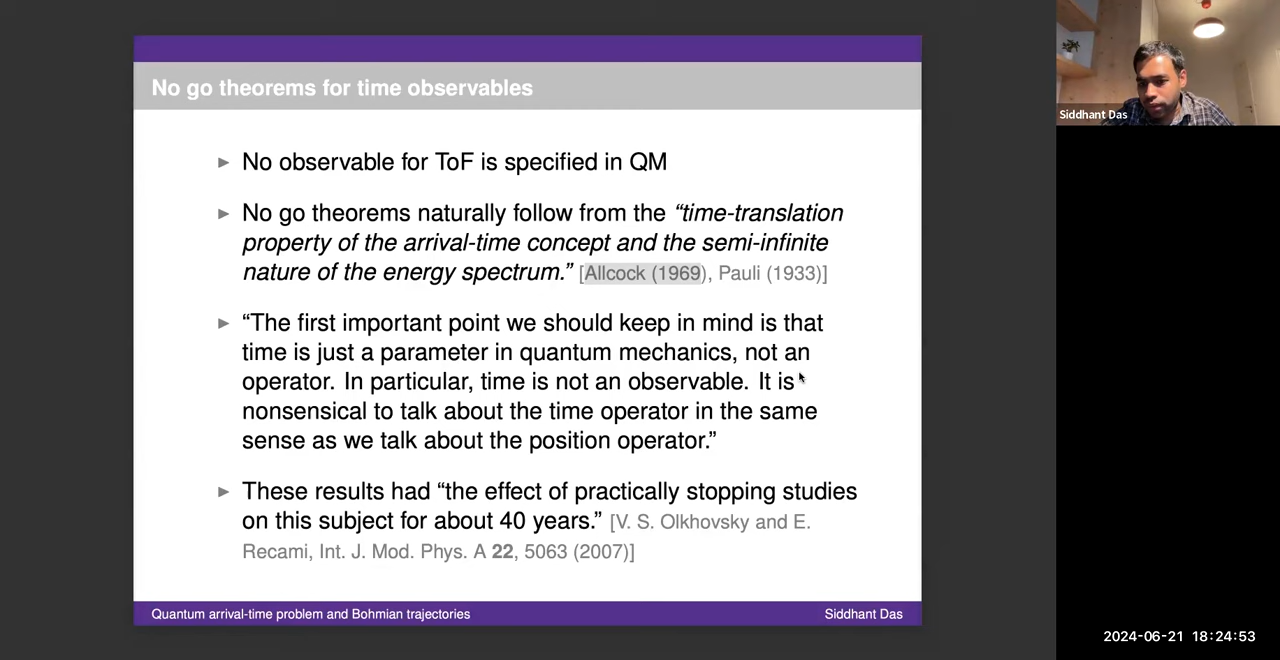 No go theorems for time observables
No observable for ToF is specified in QM
No go theorems naturally follow from the “time-translation
property of the arrival-time concept and the semi-infinite
nature of the energy spectrum.” [Allcock (1969), Pauli (1933)]
“The first important point we should keep in mind is that
time is just a parameter in quantum mechanics, not an
operator. In particular, time is not an observable. It is
nonsensical to talk about the time operator in the same
sense as we talk about the position operator.”
These results had “the effect of practically stopping studies
on this subject for about 40 years.” [V. S. Olkhovsky and E.
Recami, Int. J. Mod. Phys. A 22, 5063 (2007)]
Quantum arrival-time problem and Bohmian trajectories
Siddhant Das
Siddhant Das
2024-06-21 18:24:53